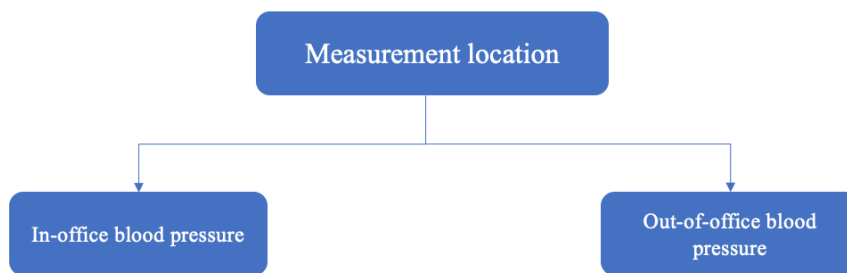 Measurement location
In-office blood pressure
Out-of-office blood
pressure